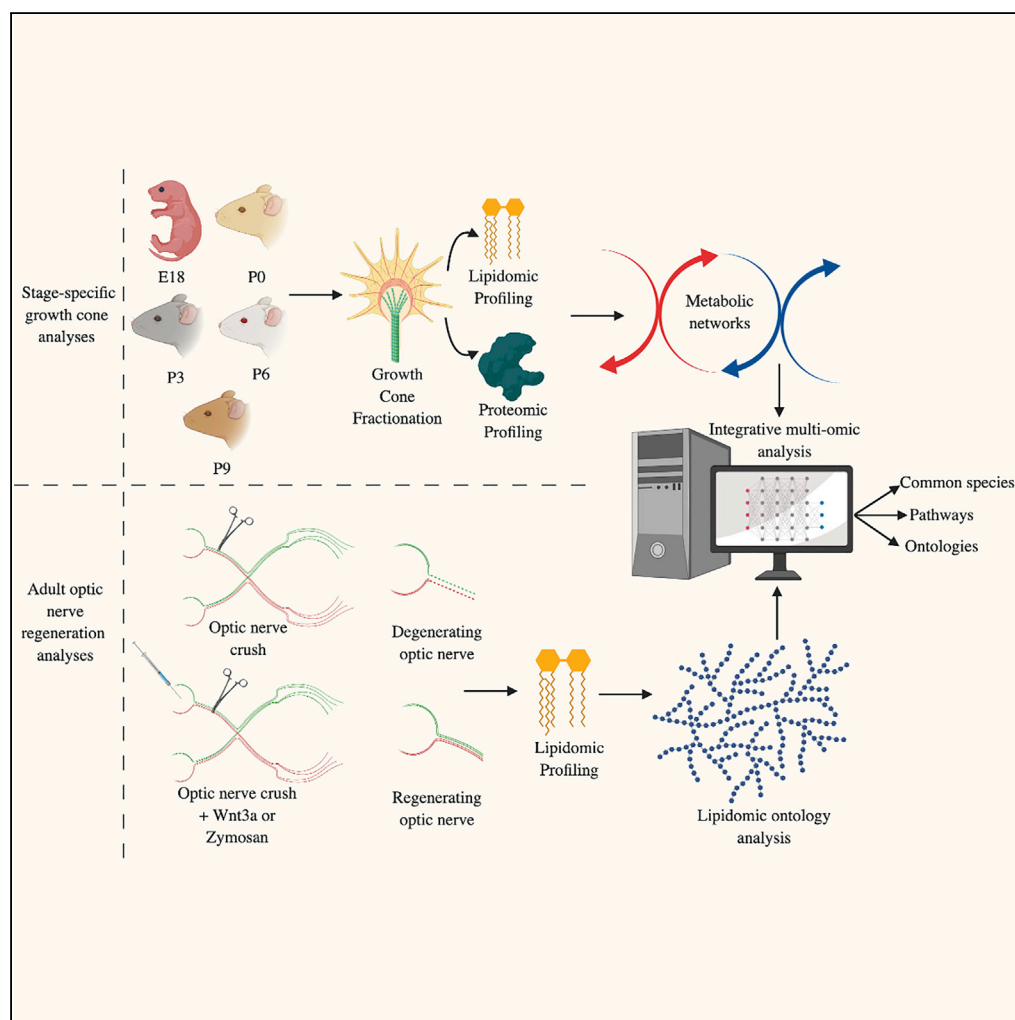 Stage-specific
growth cone
analyses
E18
P0
P3
P6
P9
Growth
Cone
Fractionation
Lipidomic
Profiling
Proteomic
Profiling
Metabolic
networks
Integrative multi-omic
analysis
Common species
Pathways
Ontologies
Adult optic
nerve
regeneration
analyses
Optic nerve
crush
Degenerating
optic nerve
Optic nerve crush
+ Wnt3a or
Zymosan
Regenerating
optic nerve
Lipidomic
Profiling
Lipidomic ontology
analysis